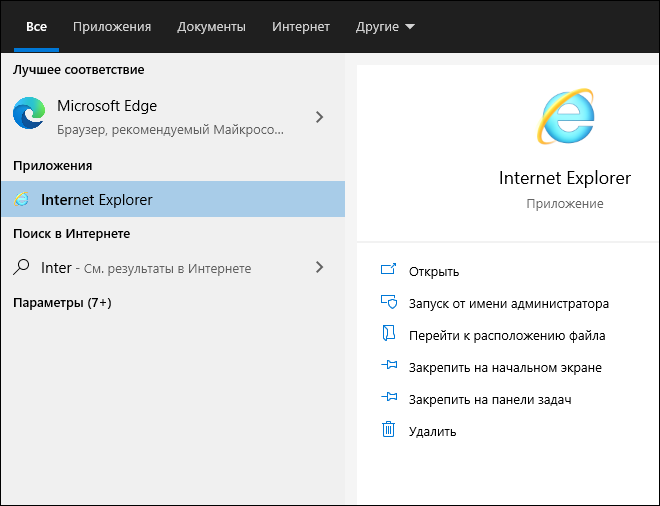 Все Приложения Документы Интернет Другие
Лучшее соответствие
Microsoft Edge
Браузер, рекомендуемый Майкросо...
Приложения
Internet Explorer
Поиск в Интернете
Inter - См. результаты в Интернете
Параметры (7+)
Internet Explorer
Приложение
Открыть
Запуск от имени администратора
Перейти к расположению файла
Закрепить на начальном экране
Закрепить на панели задач
Удалить